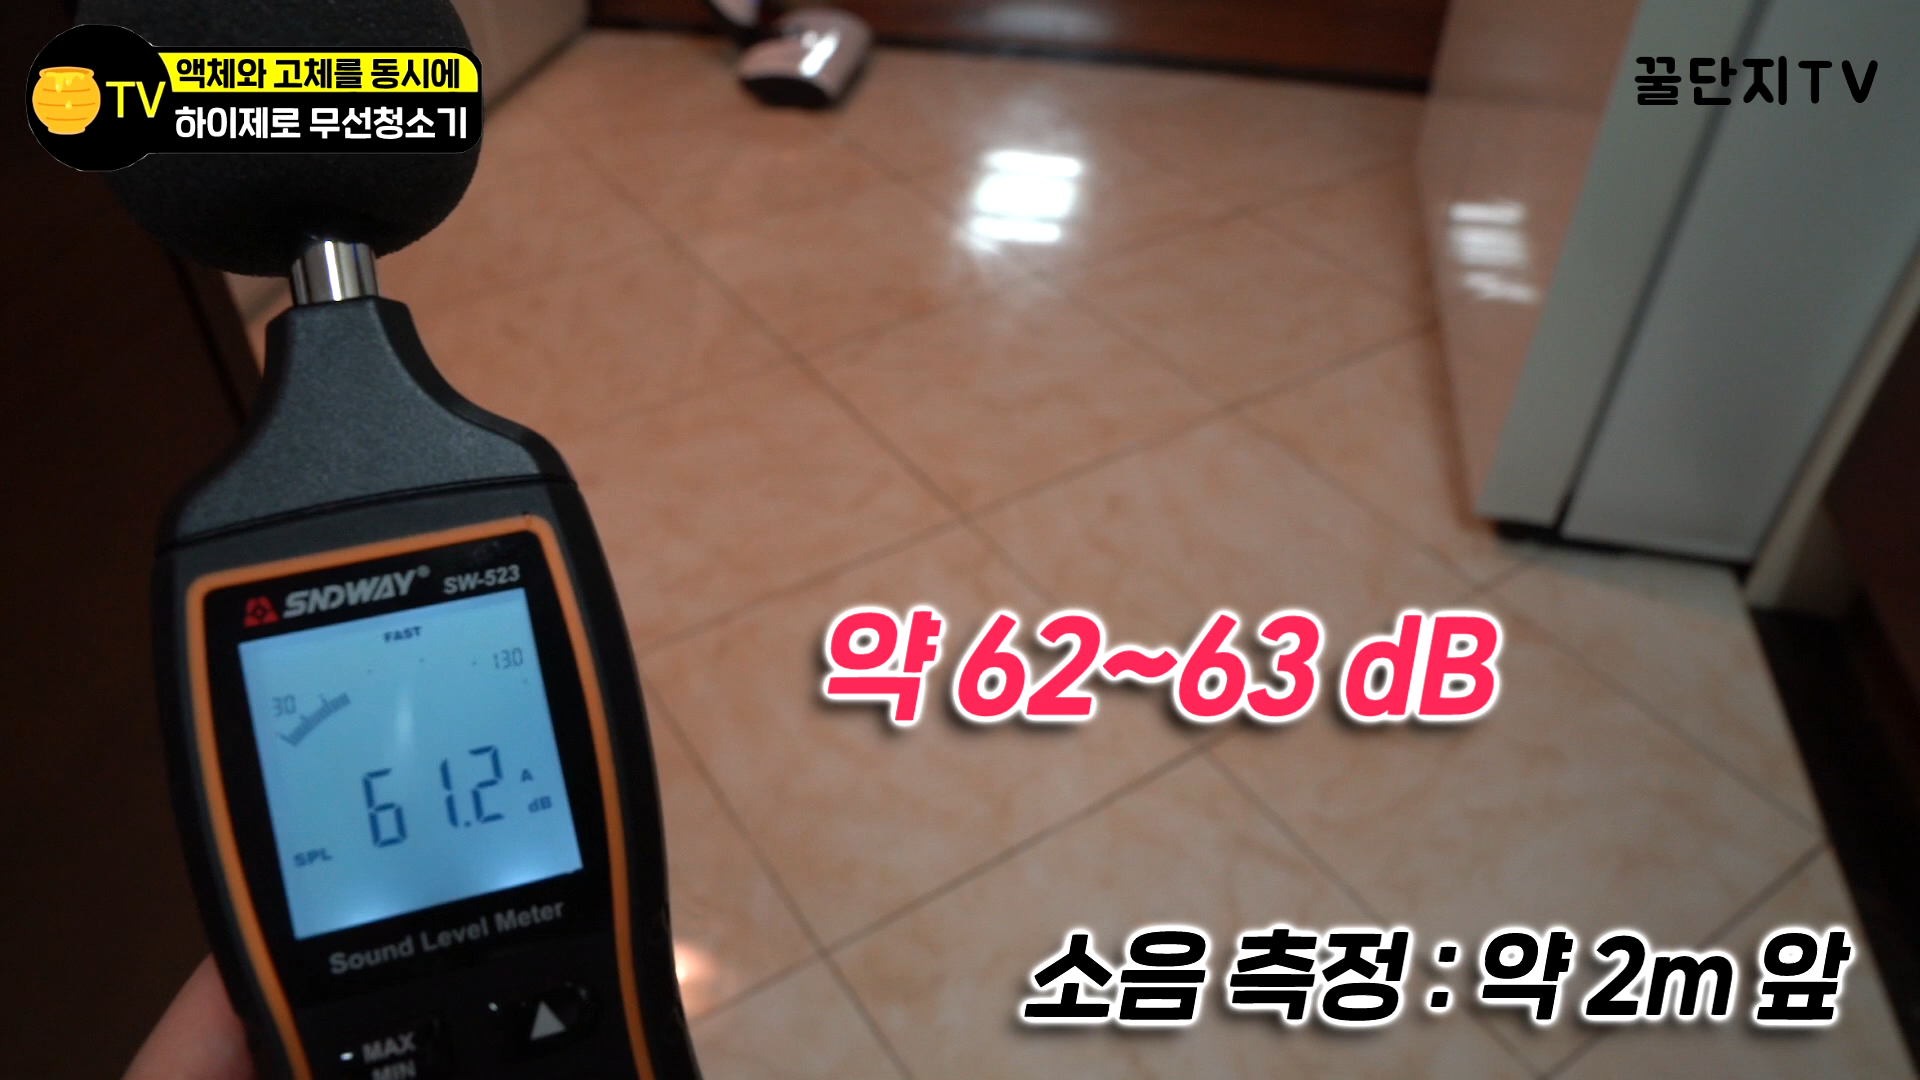 TV
액체와 고체를 동시에
하이제로 무선청소기
꿀단지TV
SNDWAY® SW-523
FAST
30
130
61.2
A
dB
SPL
Sound Level Meter
MAX
MIN
약 62~63 dB
소음 측정 : 약 2m 앞